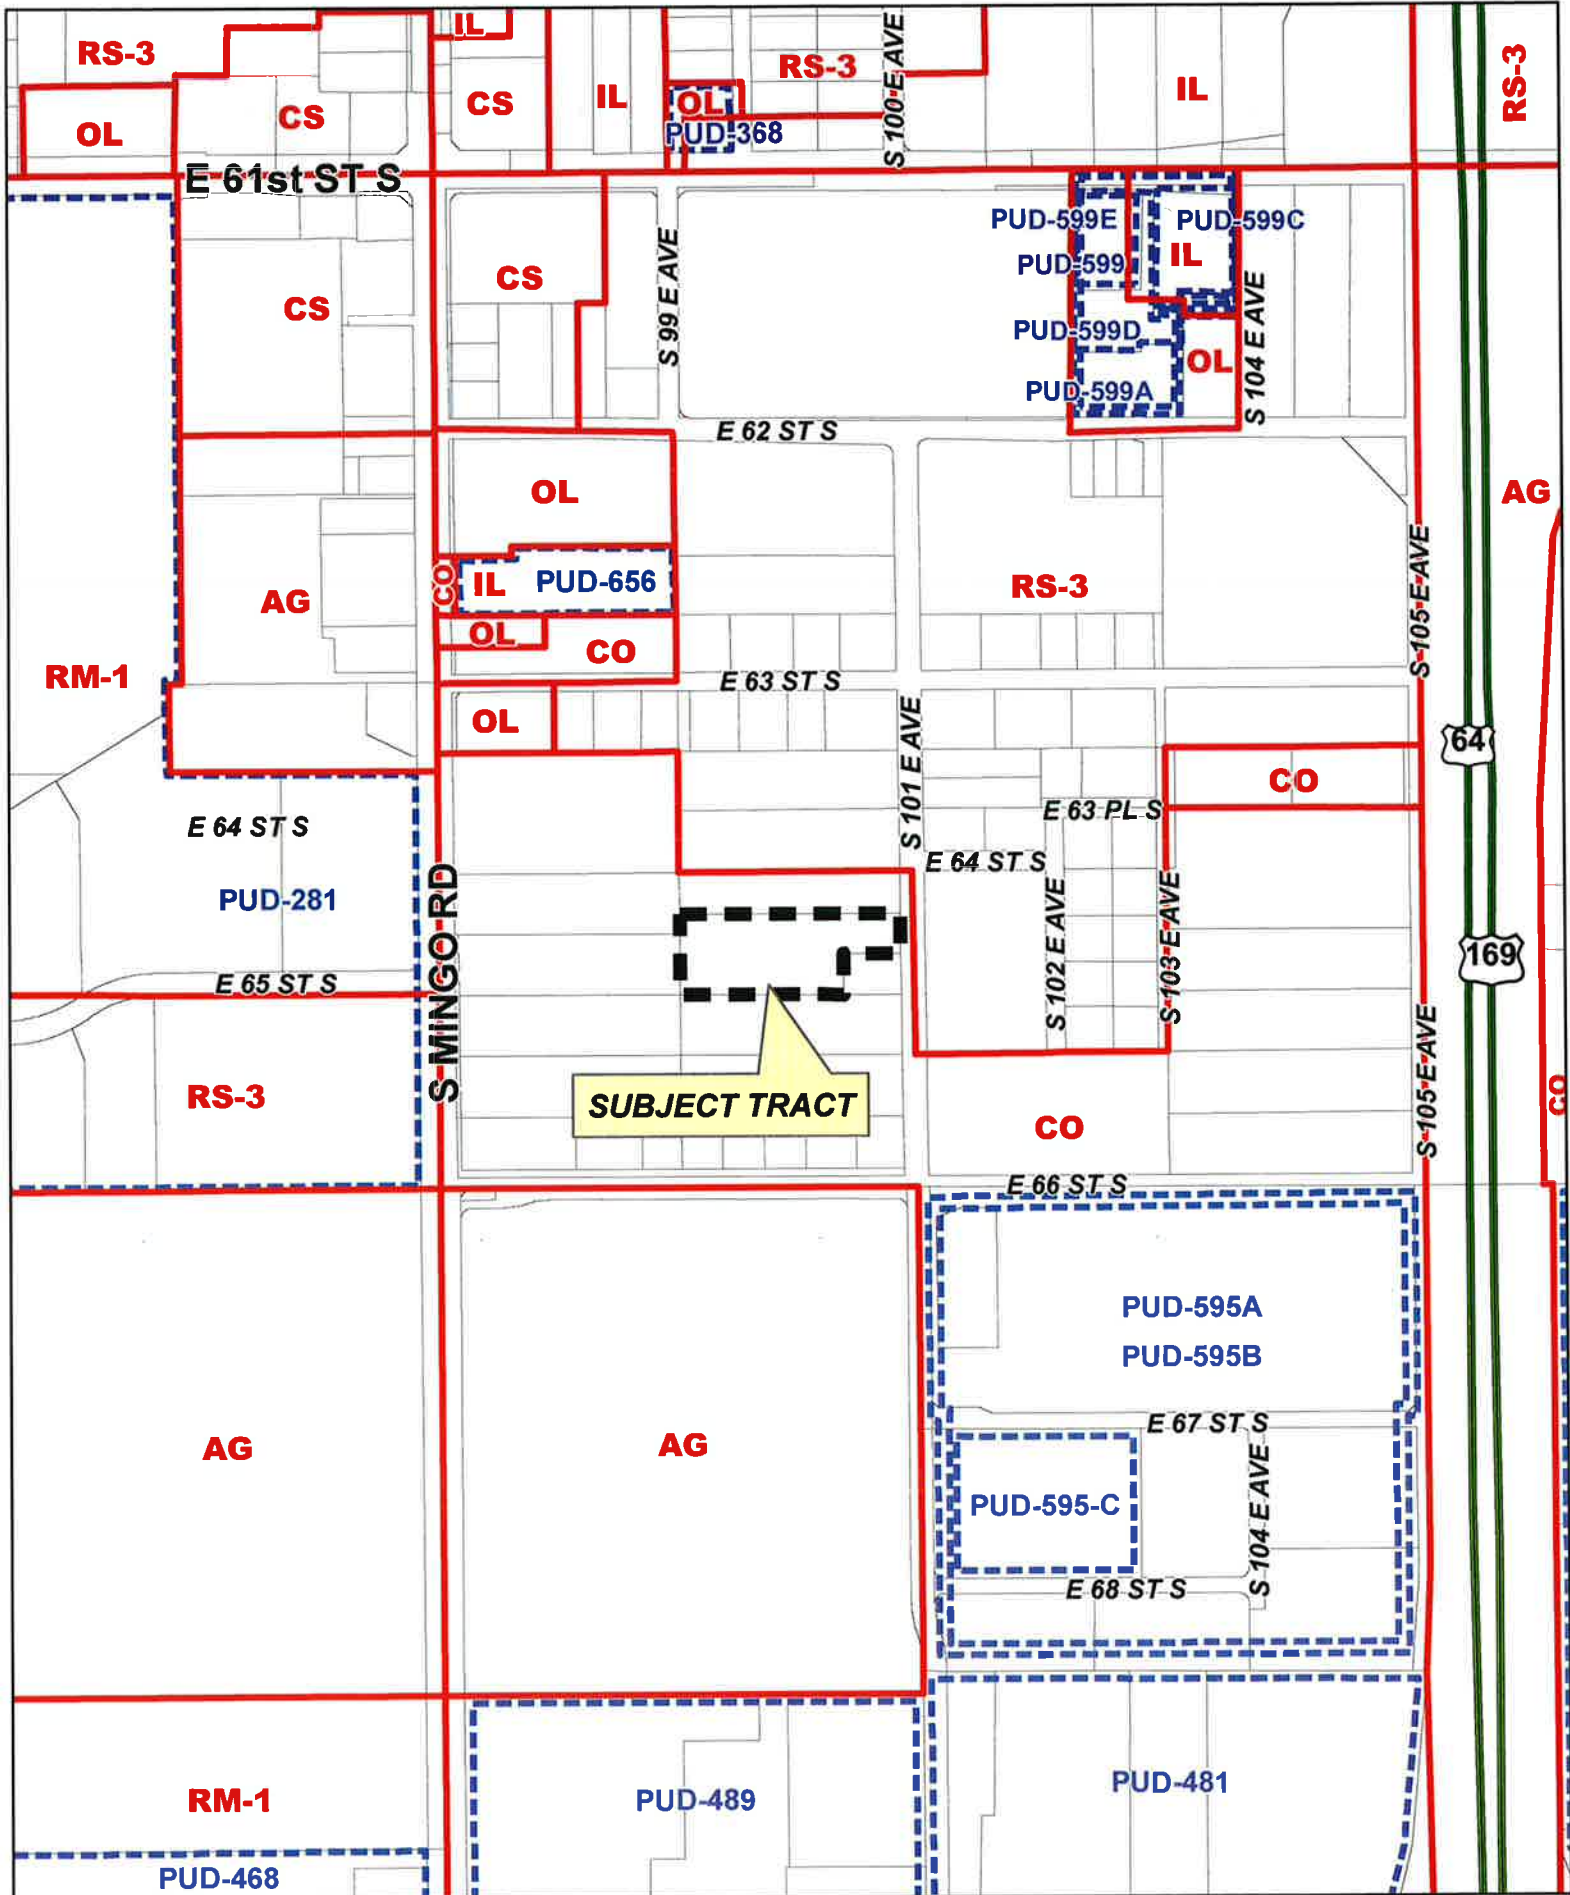 IL
RS-3
RS-3
CS
CS
IL
OL
S 100 E AVE
IL
RS-3
OL
PUD-368
E 61st ST S
PUD-599E
PUD-599C
PUD-599
IL
CS
CS
S 99 E AVE
PUD-599D
S 104 E AVE
OL
PUD-599A
E 62 ST S
OL
AG
CO
IL
PUD-656
RS-3
AG
S 105 E AVE
OL
CO
RM-1
E 63 ST S
OL
64
S 101 E AVE
CO
E 63 PL S
E 64 ST S
E 64 ST S
PUD-281
S MINGO RD
S 102 E AVE
S 103 E AVE
169
E 65 ST S
S 105 E AVE
RS-3
SUBJECT TRACT
CO
CO
E 66 ST S
PUD-595A
PUD-595B
E 67 ST S
AG
AG
PUD-595-C
S 104 E AVE
E 68 ST S
RM-1
PUD-489
PUD-481
PUD-468